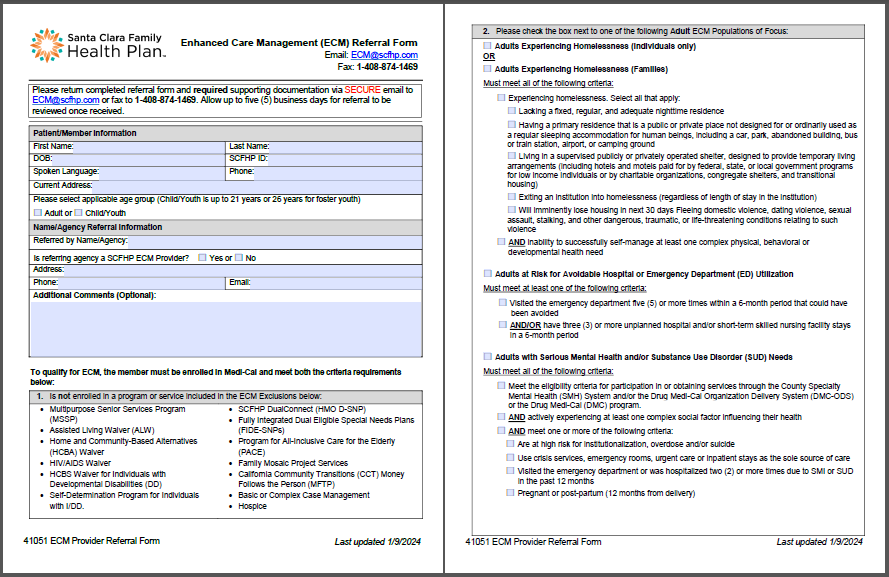 Santa Clara Family
Health Plan.
Enhanced Care Management (ECM) Referral Form
Email: ECM@scfhp.com
Fax: 1-408-874-1469
Please return completed referral form and required supporting documentation via SECURE email to
ECM@scfhp.com or fax to 1-408-874-1469. Allow up to five (5) business days for referral to be
reviewed once received.
Patient/Member Information
First Name: Last Name:
DOB: SCFHP ID:
Spoken Language: Phone:
Current Address:
Please select applicable age group (Child/Youth is up to 21 years or 26 years for foster youth)
Adult or Child/Youth
Name/Agency Referral Information
Referred by Name/Agency:
Is referring agency a SCFHP ECM Provider? Yes or No
Address:
Phone: Email:
Additional Comments (Optional):
To qualify for ECM, the member must be enrolled in Medi-Cal and meet both the criteria requirements
below:
1. Is not enrolled in a program or service included in the ECM Exclusions below:
• Multipurpose Senior Services Program
(MSSP)
• Assisted Living Waiver (ALW)
• Home and Community-Based Alternatives
(HCBA) Waiver
• HIV/AIDS Waiver
• HCBS Waiver for Individuals with
Developmental Disabilities (DD)
• Self-Determination Program for Individuals
with I/DD.
• SCFHP DualConnect (HMO D-SNP)
• Fully Integrated Dual Eligible Special Needs Plans
(FIDE-SNPs)
• Program for All-Inclusive Care for the Elderly
(PACE)
• Family Mosaic Project Services
• California Community Transitions (CCT) Money
Follows the Person (MFTP)
• Basic or Complex Case Management
• Hospice
41051 ECM Provider Referral Form Last updated 1/9/2024
2. Please check the box next to one of the following Adult ECM Populations of Focus:
Adults Experiencing Homelessness (Individuals only)
OR
Adults Experiencing Homelessness (Families)
Must meet all of the following criteria:
Experiencing homelessness. Select all that apply:
Lacking a fixed, regular, and adequate nighttime residence
Having a primary residence that is a public or private place not designed for or ordinarily used as
a regular sleeping accommodation for human beings, including a car, park, abandoned building, bus
or train station, airport, or camping ground
Living in a supervised publicly or privately operated shelter, designed to provide temporary living
arrangements (including hotels and motels paid for by federal, state, or local government programs
for low income individuals or by charitable organizations, congregate shelters, and transitional
housing)
Exiting an institution into homelessness (regardless of length of stay in the institution)
Will imminently lose housing in next 30 days Fleeing domestic violence, dating violence, sexual
assault, stalking, and other dangerous, traumatic, or life-threatening conditions relating to such
violence
AND Inability to successfully self-manage at least one complex physical, behavioral or
developmental health need
Adults at Risk for Avoidable Hospital or Emergency Department (ED) Utilization
Must meet at least one of the following criteria:
Visited the emergency department five (5) or more times within a 6-month period that could have
been avoided
AND/OR have three (3) or more unplanned hospital and/or short-term skilled nursing facility stays
in a 6-month period
Adults with Serious Mental Health and/or Substance Use Disorder (SUD) Needs
Must meet all of the following criteria:
Meet the eligibility criteria for participation in or obtaining services through the County Specialty
Mental Health (SMH) System and/or the Drug Medi-Cal Organization Delivery System (DMC-ODS)
or the Drug Medi-Cal (DMC) program.
AND actively experiencing at least one complex social factor influencing their health
AND meet one or more of the following criteria:
Are at high risk for institutionalization, overdose and/or suicide
Use crisis services, emergency rooms, urgent care or inpatient stays as the sole source of care
Visited the emergency department or was hospitalized two (2) or more times due to SMI or SUD
in the past 12 months
Pregnant or post-partum (12 months from delivery)
41051 ECM Provider Referral Form Last updated 1/9/2024